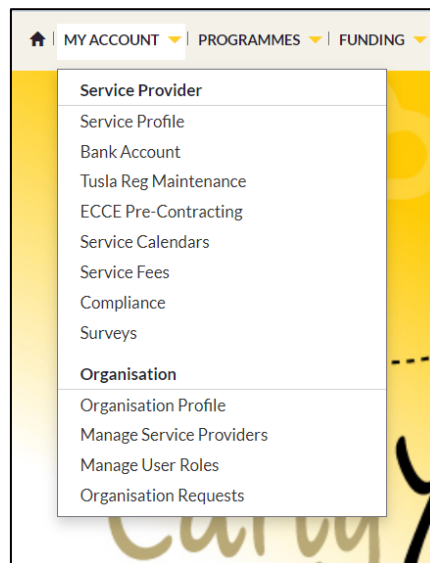 MY ACCOUNT PROGRAMMES FUNDING
Service Provider
Service Profile
Bank Account
Tusla Reg Maintenance
ECCE Pre-Contracting
Service Calendars
Service Fees
Compliance
Surveys
Organisation
Organisation Profile
Manage Service Providers
Manage User Roles
Organisation Requests